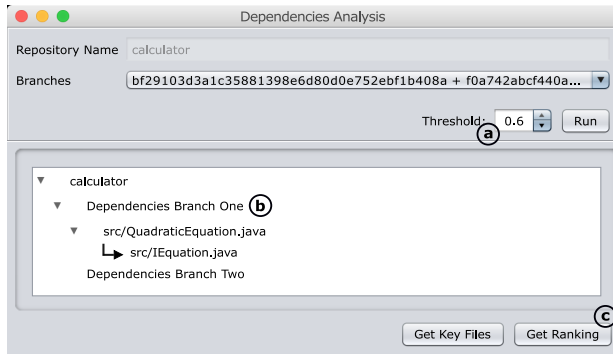 Dependencies Analysis
Repository Name calculator
Branches bf29103d3a1c35881398e6d80d0e752ebf1b408a + f0a742abcf440a...
Threshold: 0.6 Run
a
calculator
Dependencies Branch One b
src/QuadraticEquation.java
src/IEquation.java
Dependencies Branch Two
c
Get Key Files Get Ranking